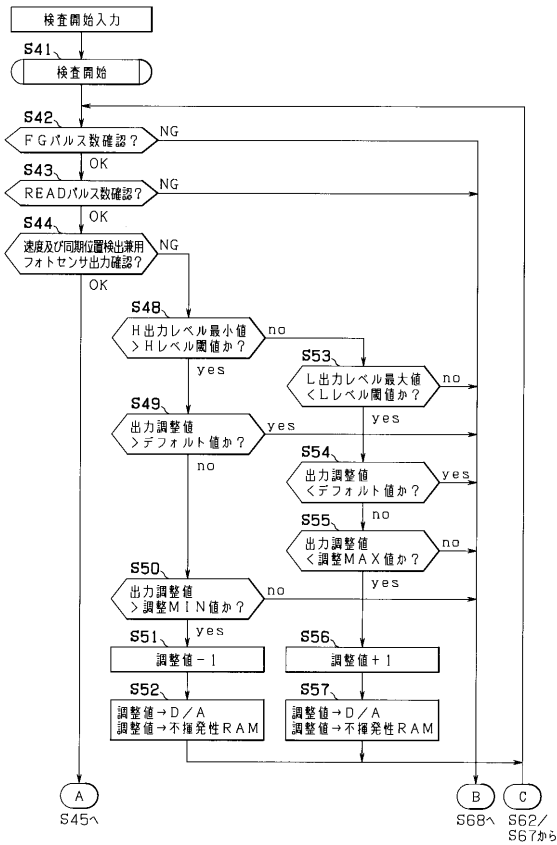 検査開始入力
S41
検査開始
S42
FGパルス数確認?
NG
OK
S43
READパルス数確認?
NG
OK
S44
速度及び同期位置検出兼用
フォトセンサ出力確認?
NG
OK
S48
H出力レベル最小値
>Hレベル閾値か?
no
yes
S53
L出力レベル最大値
<Lレベル閾値か?
no
yes
S49
出力調整値
>デフォルト値か?
yes
no
S54
出力調整値
<デフォルト値か?
yes
no
S55
出力調整値
<調整MAX値か?
no
yes
S50
出力調整値
>調整MIN値か?
no
yes
S51
調整値-1
S56
調整値+1
S52
調整値→D/A
調整値→不揮発性RAM
S57
調整値→D/A
調整値→不揮発性RAM
A
S45へ
B
S68へ
C
S62/
S67から